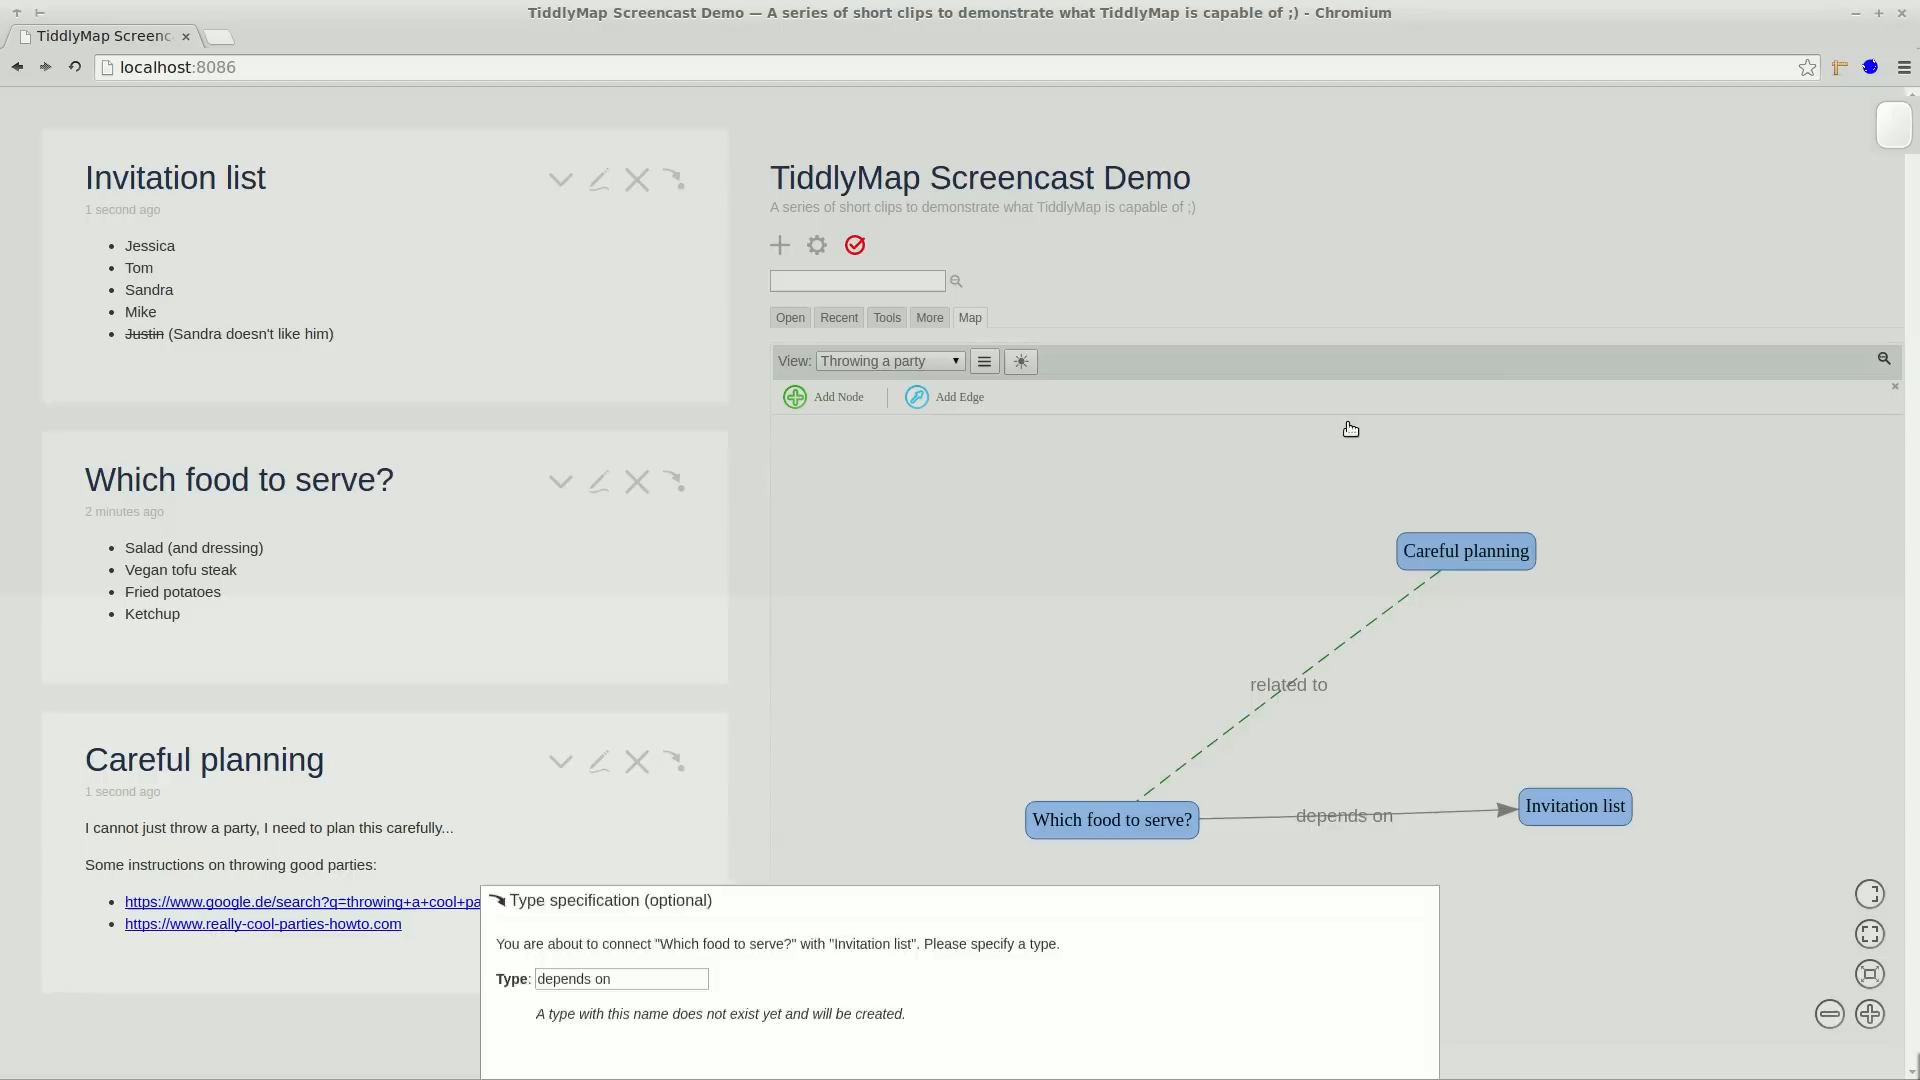 TiddlyMap Screencast Demo — A series of short clips to demonstrate what TiddlyMap is capable of ;) - Chromium
TiddlyMap Screenc
localhost:8086
Invitation list
1 second ago
Jessica
Tom
Sandra
Mike
Justin (Sandra doesn't like him)
Which food to serve?
2 minutes ago
Salad (and dressing)
Vegan tofu steak
Fried potatoes
Ketchup
Careful planning
1 second ago
I cannot just throw a party, I need to plan this carefully...
Some instructions on throwing good parties:
https://www.google.de/search?q=throwing+a+cool+pa
https://www.really-cool-parties-howto.com
TiddlyMap Screencast Demo
A series of short clips to demonstrate what TiddlyMap is capable of ;)
Open Recent Tools More Map
View: Throwing a party
Add Node Add Edge
Careful planning
related to
Which food to serve?
depends on
Invitation list
Type specification (optional)
You are about to connect "Which food to serve?" with "Invitation list". Please specify a type.
Type: depends on
A type with this name does not exist yet and will be created.